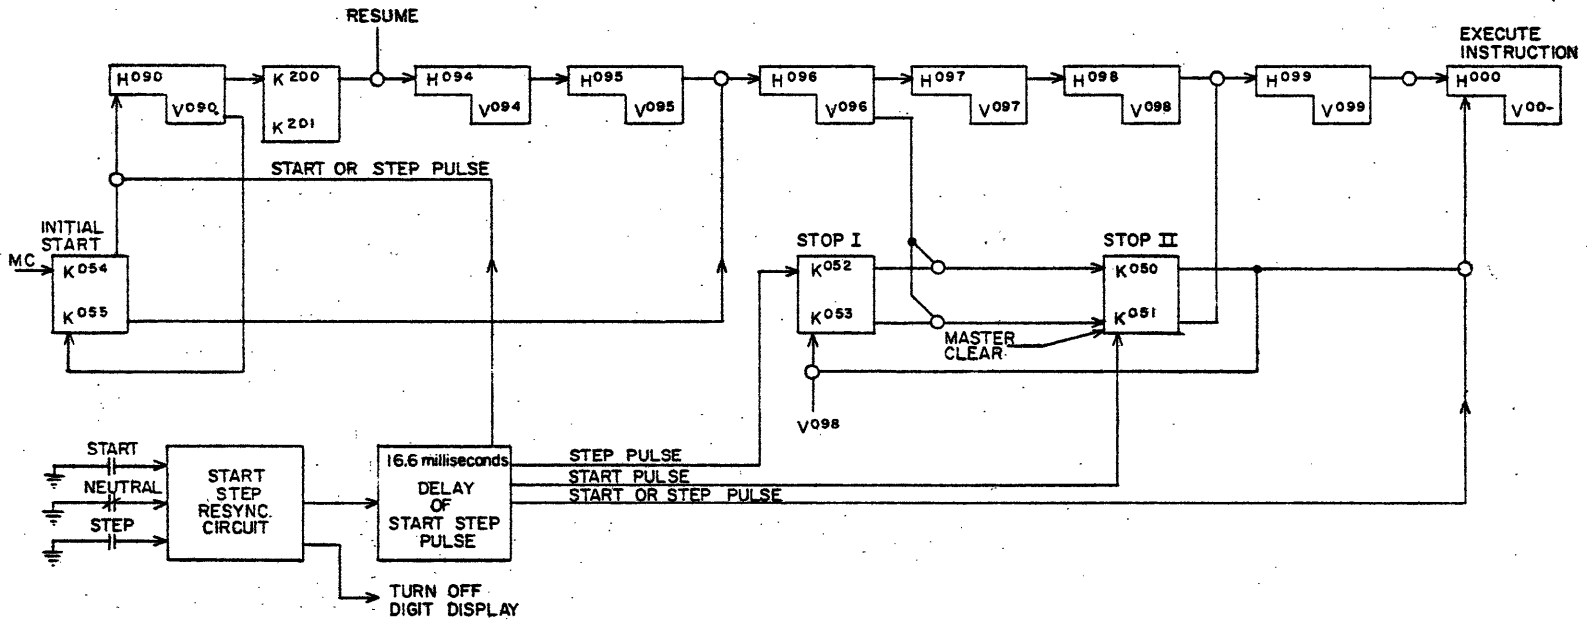 RESUME
EXECUTE
INSTRUCTION
H090
V090
K200
K201
H094
V094
H095
V095
H096
V096
H097
V097
H098
V098
H099
V099
H000
V00-
START OR STEP PULSE
INITIAL
START
MC
K054
K055
STOP I
K052
K053
STOP II
K050
K051
MASTER
CLEAR
V098
START
NEUTRAL
STEP
START
STEP
RESYNC.
CIRCUIT
16.6 milliseconds
DELAY
OF
START STEP
PULSE
STEP PULSE
START PULSE
START OR STEP PULSE
TURN OFF
DIGIT DISPLAY